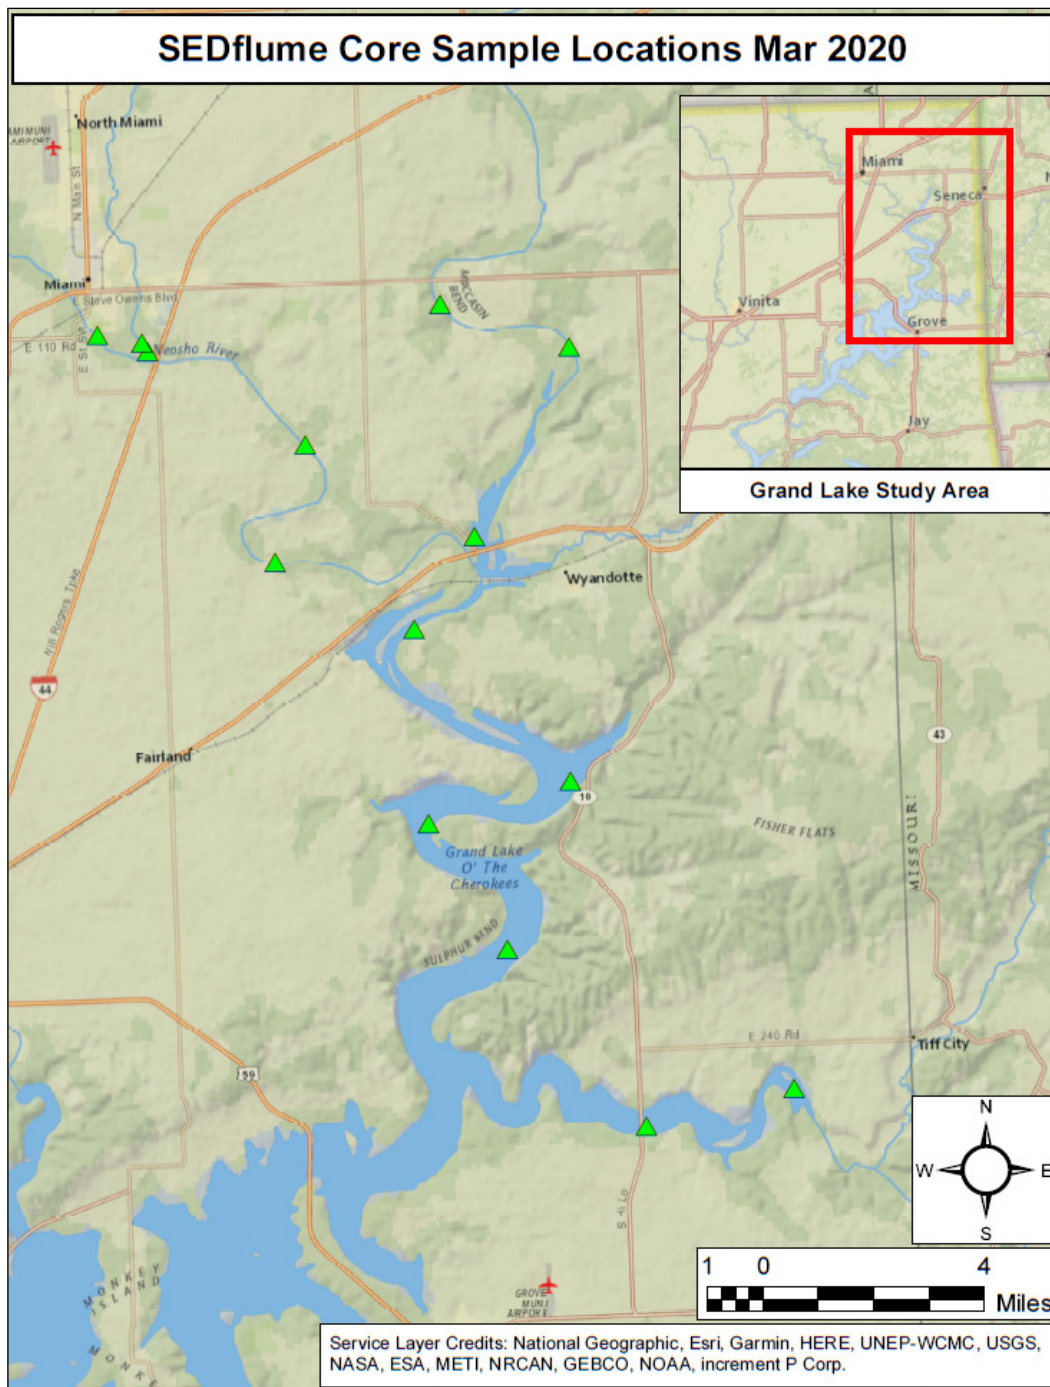 SEDflume Core Sample Locations Mar 2020
North Miami
AMI MUNI
AIRPORT
N Main St
Miami
E Steve Owens Blvd
E 110 Rd
Neosho River
MOCCASIN
BEND
Miami
Seneca
Vinita
Grove
Jay
Grand Lake Study Area
Wyandotte
Will Rogers Tpke
44
Fairland
43
10
FISHER FLATS
MISSOURI
Grand Lake
O' The
Cherokees
SULPHUR BEND
E 240 Rd
Tiff City
59
N
W
E
S
MONKEY
ISLAND
GROVE
MUNI
AIRPORT
1 0 4
Miles
Service Layer Credits: National Geographic, Esri, Garmin, HERE, UNEP-WCMC, USGS,
NASA, ESA, METI, NRCAN, GEBCO, NOAA, increment P Corp.